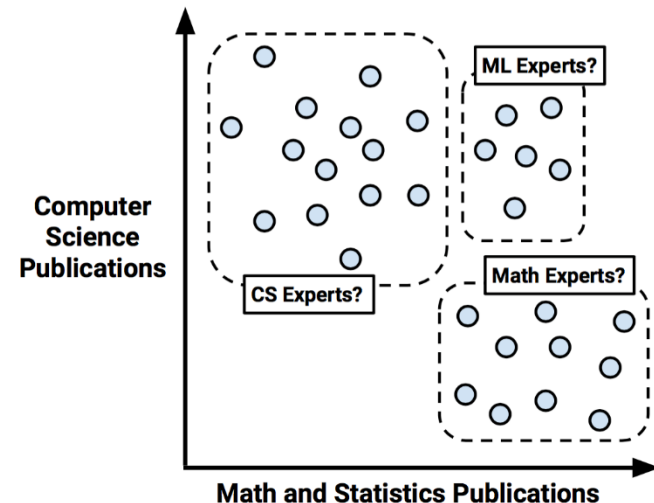 ML Experts?
Computer
Science
Publications
Math Experts?
CS Experts?
Math and Statistics Publications